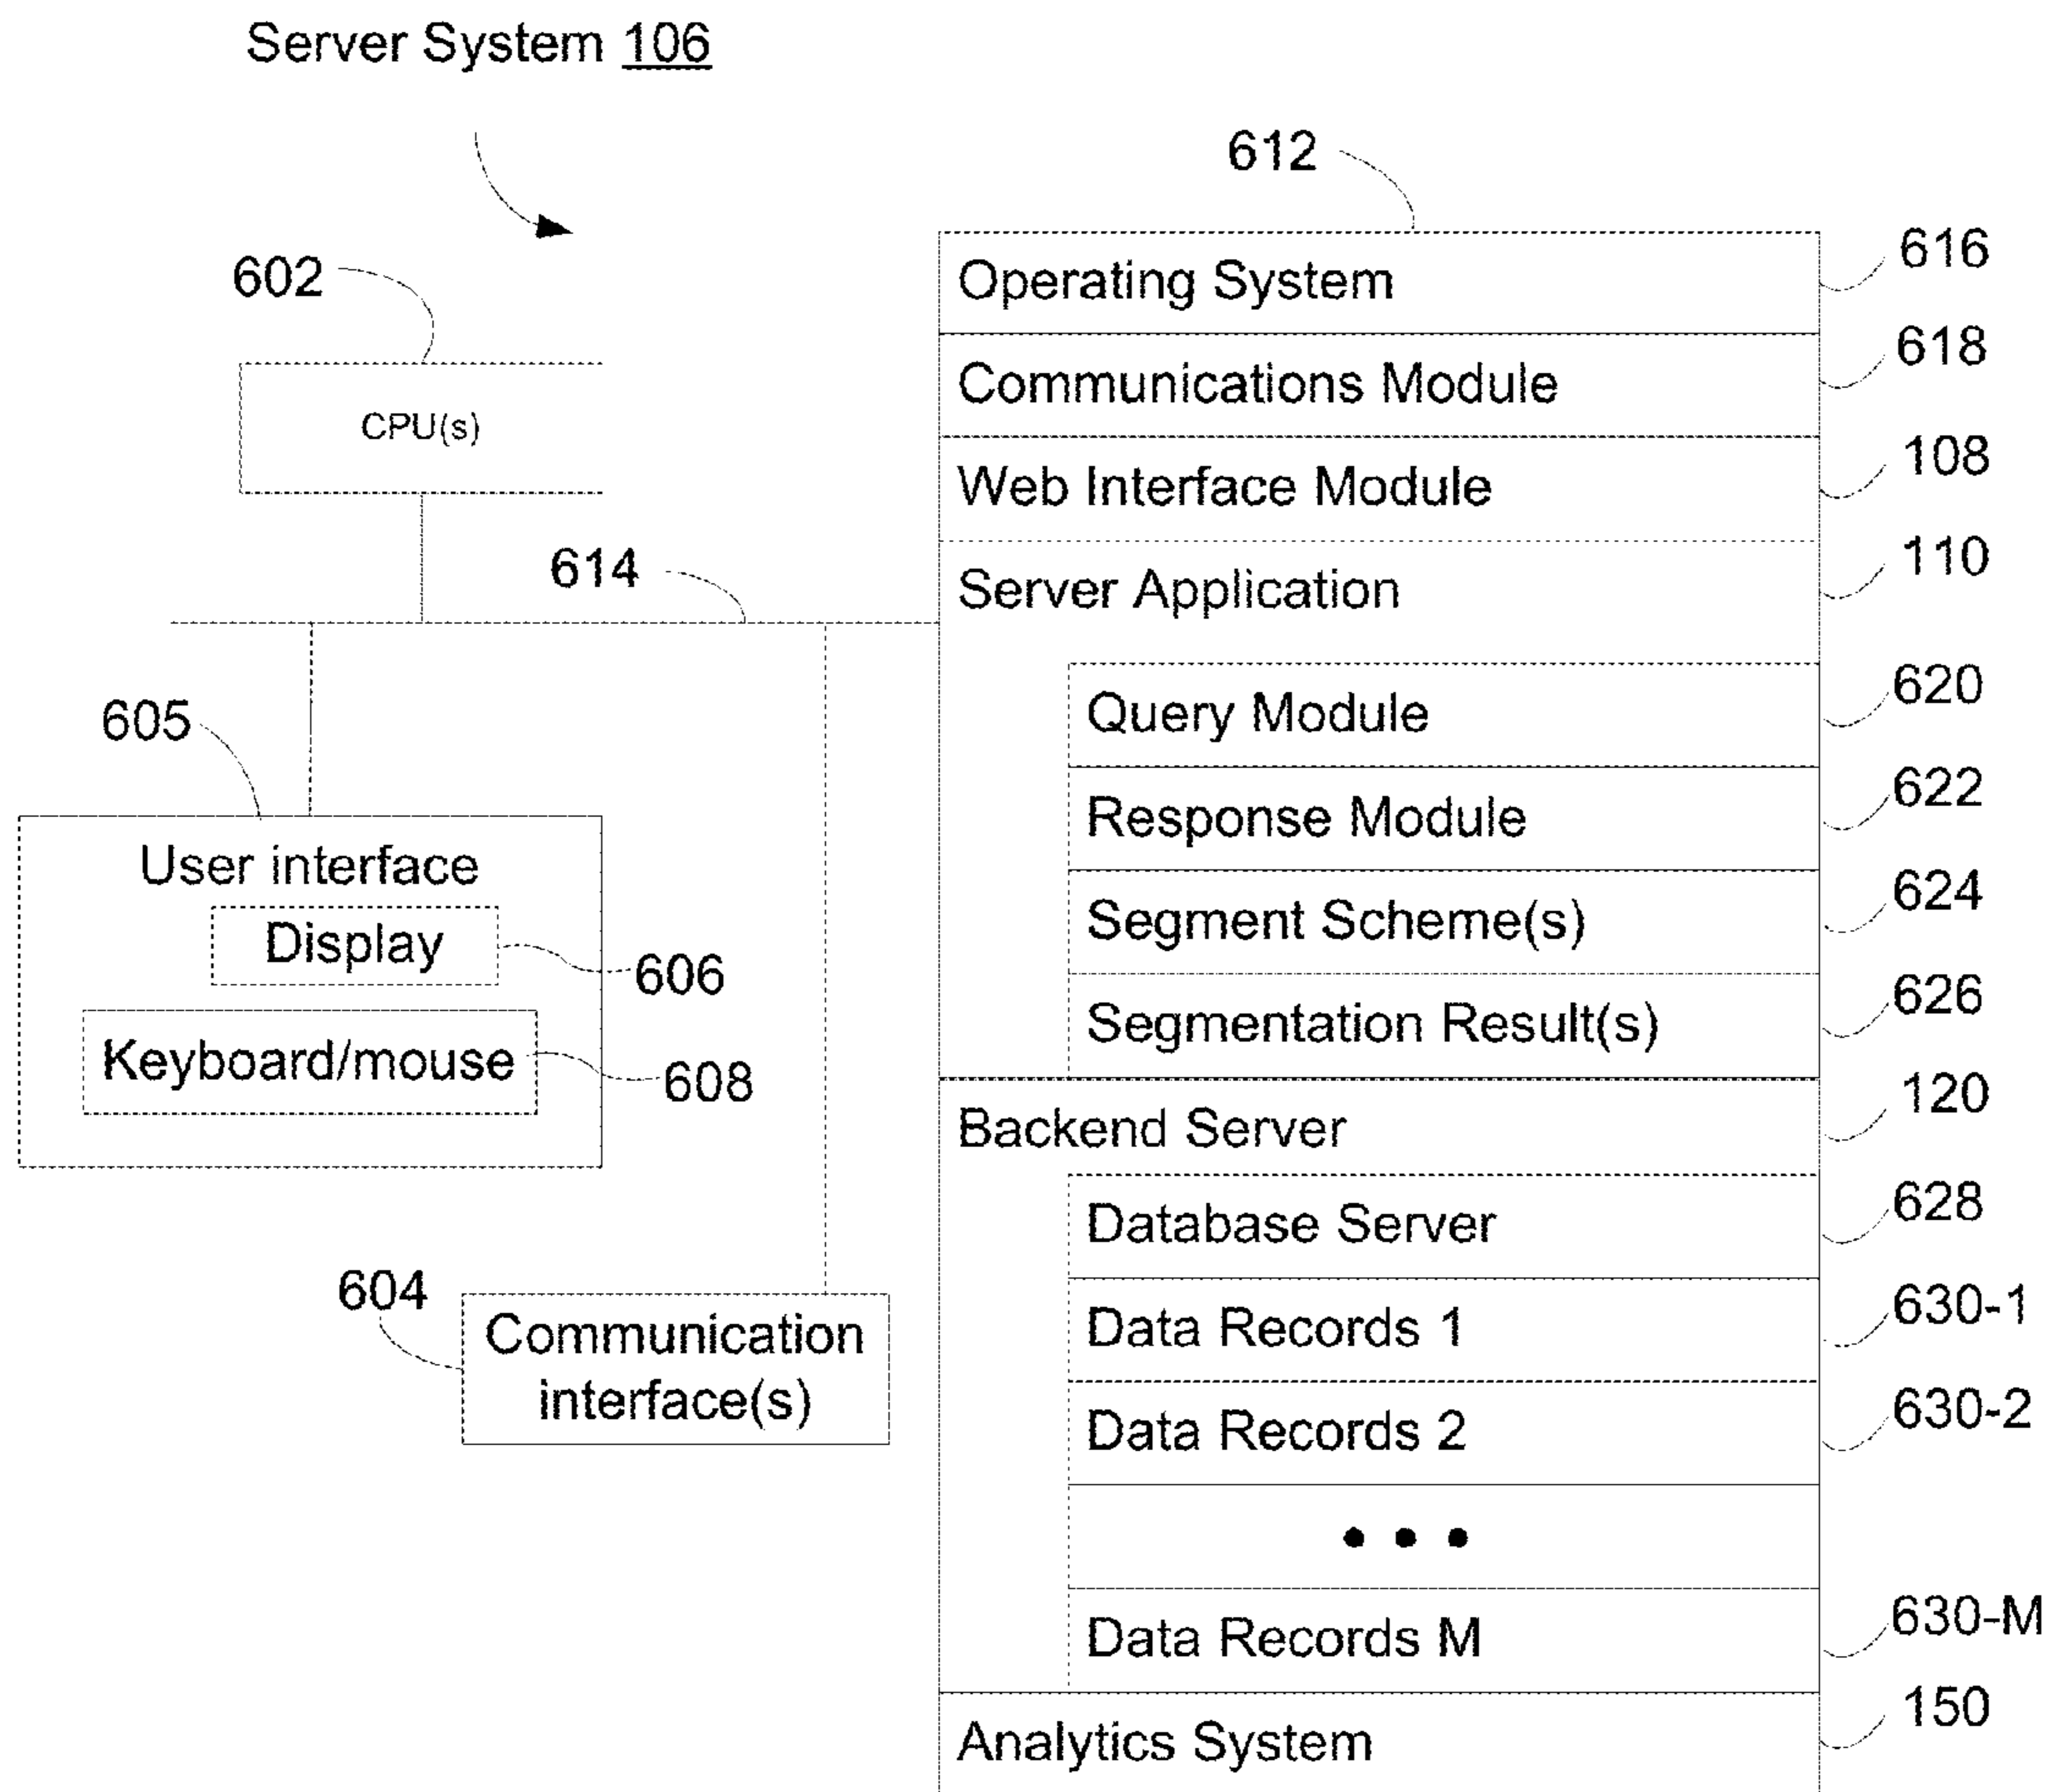 Server System 106
612
616
Operating System
602
618
Communications Module
CPU(s)
108
Web Interface Module
614
110
Server Application
620
Query Module
605
622
Response Module
User interface
624
Segment Scheme(s)
Display
606
626
Segmentation Result(s)
Keyboard/mouse
608
120
Backend Server
628
Database Server
604
630-1
Communication
interface(s)
Data Records 1
630-2
Data Records 2
• • •
630-M
Data Records M
150
Analytics System